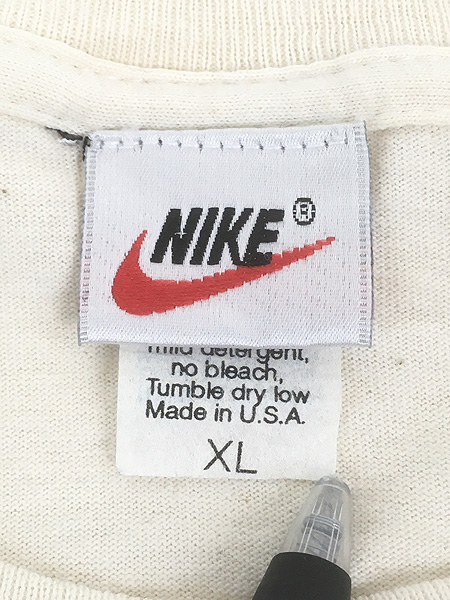 NIKE®
mild detergent,
no bleach,
Tumble dry low
Made in U.S.A.
XL